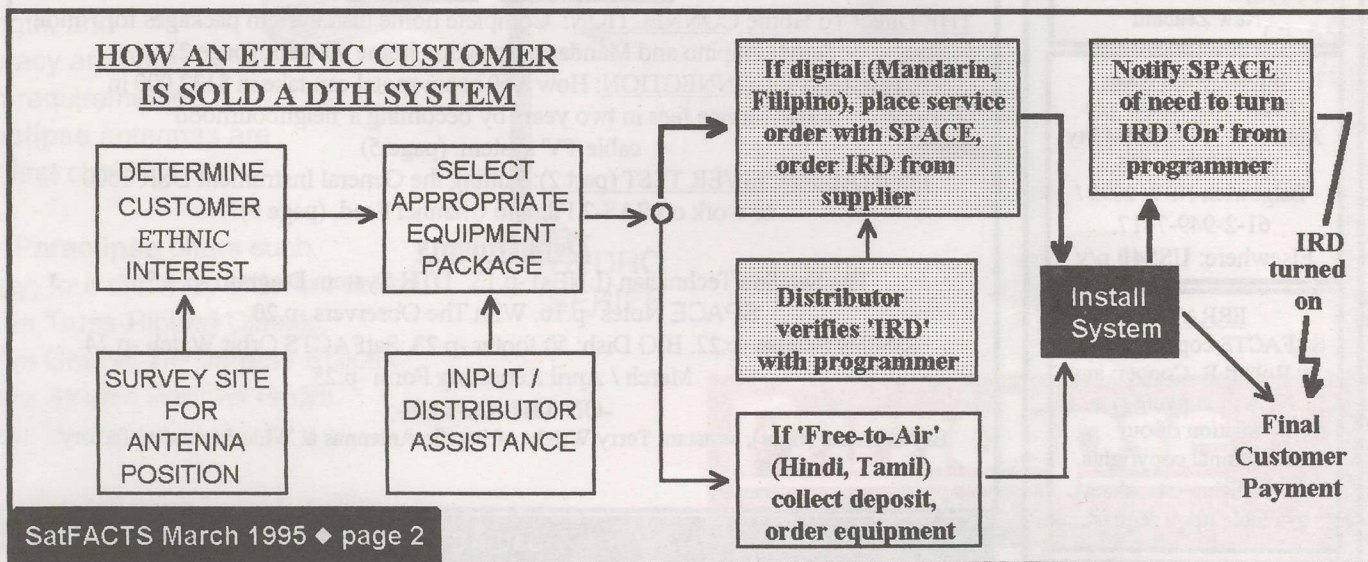 HOW AN ETHNIC CUSTOMER
IS SOLD A DTH SYSTEM
DETERMINE
CUSTOMER
ETHNIC
INTEREST
SELECT
APPROPRIATE
EQUIPMENT
PACKAGE
SURVEY SITE
FOR
ANTENNA
POSITION
INPUT
DISTRIBUTOR
ASSISTANCE
If digital (Mandarin,
Filipino), place service
order with SPACE,
order IRD from
supplier
Distributor
verifies 'IRD'
with programmer
If 'Free-to-Air'
(Hindi, Tamil)
collect deposit,
order equipment
Notify SPACE
of need to turn
IRD 'On' from
programmer
Install
System
IRD
turned
on
Final
Customer
Payment
SatFACTS March 1995 ◆ page 2